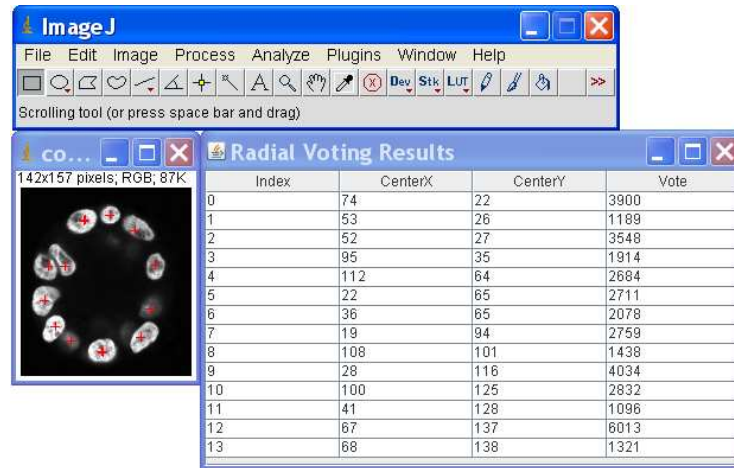 ImageJ
File Edit Image Process Analyze Plugins Window Help
A Dev Stk LUT >>
Scrolling tool (or press space bar and drag)
co...
142x157 pixels; RGB; 87K
Radial Voting Results
Index CenterX CenterY Vote
0 74 22 3900
1 53 26 1189
2 52 27 3548
3 95 35 1914
4 112 64 2684
5 22 65 2711
6 36 65 2078
7 19 94 2759
8 108 101 1438
9 28 116 4034
10 100 125 2832
11 41 128 1096
12 67 137 6013
13 68 138 1321